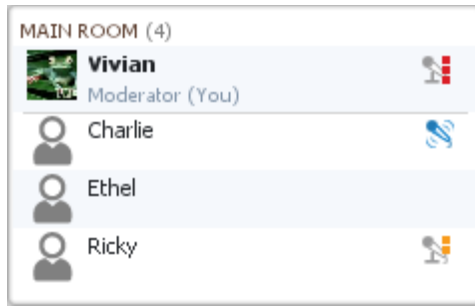 MAIN ROOM (4)
Vivian
Moderator (You)
Charlie
Ethel
Ricky